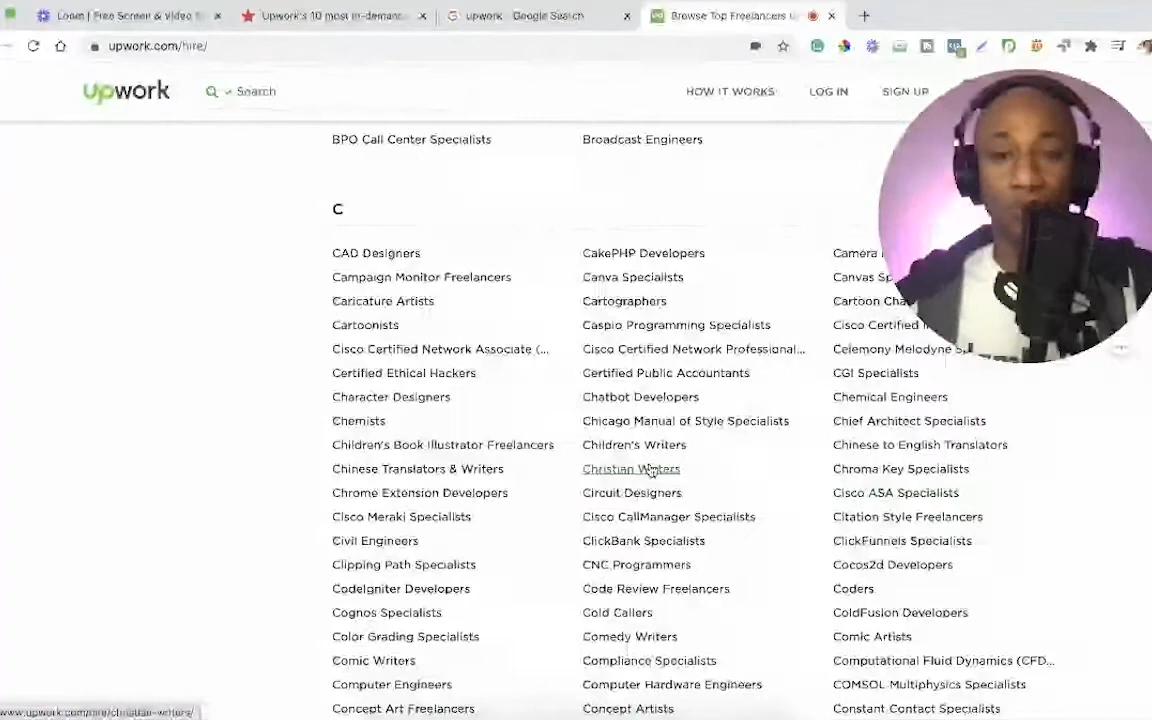 Loom | Free Screen & Video
Upwork's 10 most in-demand
upwork - Google Search
Browse Top Freelancers
upwork.com/hire/
upwork
Search
HOW IT WORKS
LOG IN
SIGN UP
BPO Call Center Specialists
Broadcast Engineers
C
CAD Designers
CakePHP Developers
Camera
Campaign Monitor Freelancers
Canva Specialists
Canvas Sp
Caricature Artists
Cartographers
Cartoon Cha
Cartoonists
Caspio Programming Specialists
Cisco Certified
Cisco Certified Network Associate (...
Cisco Certified Network Professional...
Celemony Melodyne
Certified Ethical Hackers
Certified Public Accountants
CGI Specialists
Character Designers
Chatbot Developers
Chemical Engineers
Chemists
Chicago Manual of Style Specialists
Chief Architect Specialists
Children's Book Illustrator Freelancers
Children's Writers
Chinese to English Translators
Chinese Translators & Writers
Christian Writers
Chroma Key Specialists
Chrome Extension Developers
Circuit Designers
Cisco ASA Specialists
Cisco Meraki Specialists
Cisco CallManager Specialists
Citation Style Freelancers
Civil Engineers
ClickBank Specialists
ClickFunnels Specialists
Clipping Path Specialists
CNC Programmers
Cocos2d Developers
CodeIgniter Developers
Code Review Freelancers
Coders
Cognos Specialists
Cold Callers
ColdFusion Developers
Color Grading Specialists
Comedy Writers
Comic Artists
Comic Writers
Compliance Specialists
Computational Fluid Dynamics (CFD...
Computer Engineers
Computer Hardware Engineers
COMSOL Multiphysics Specialists
Concept Art Freelancers
Concept Artists
Constant Contact Specialists
www.upwork.com/hire/christian-writers/